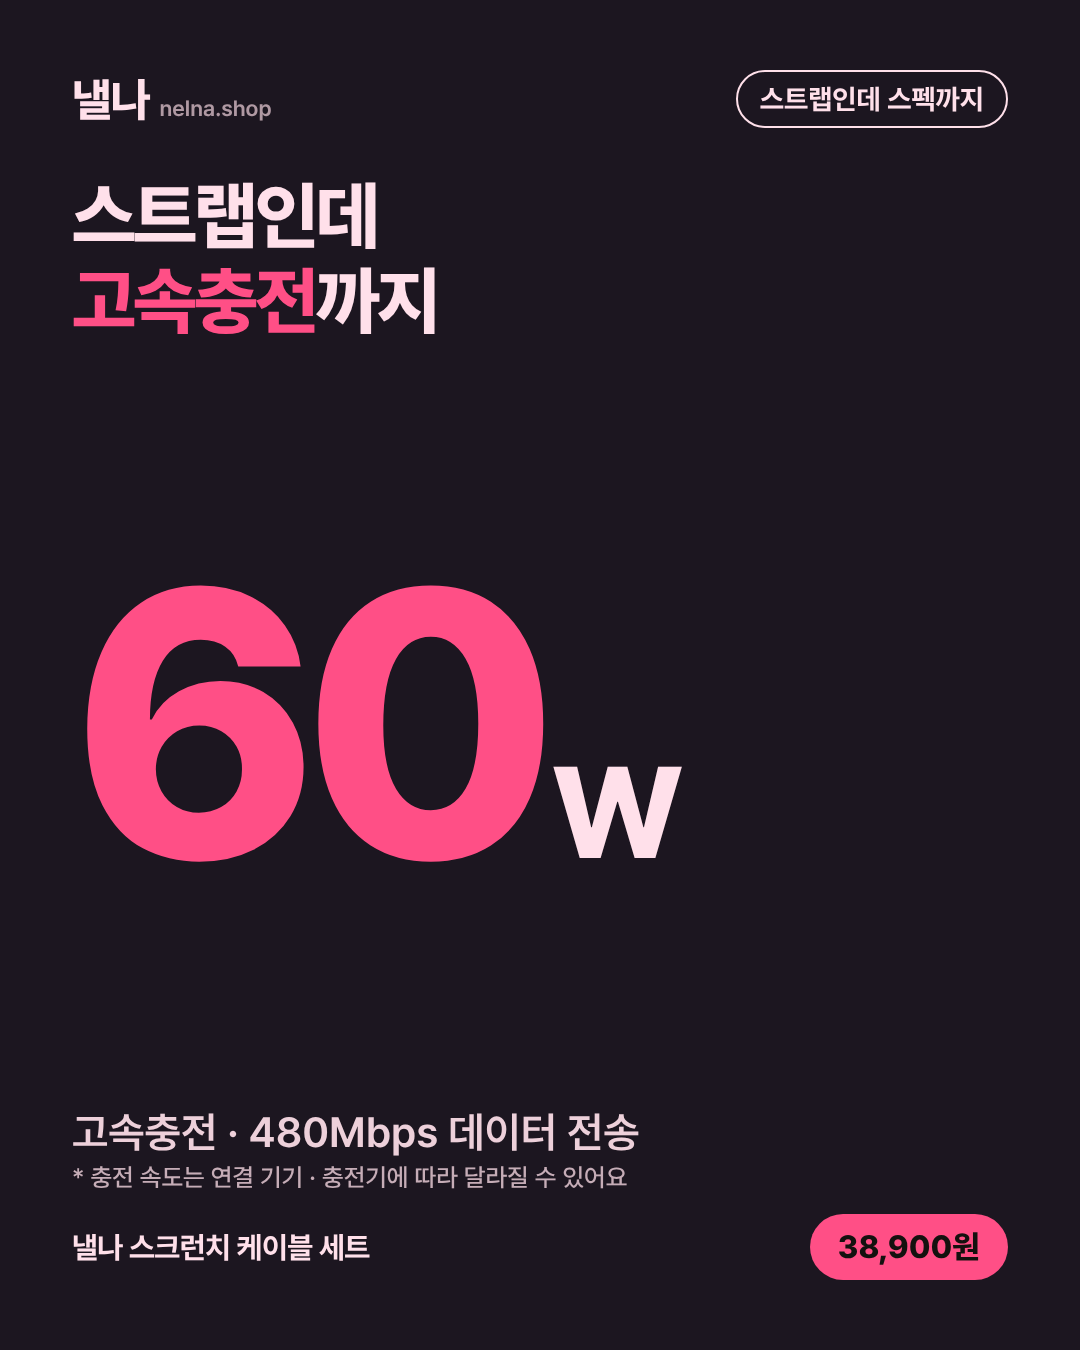 냴나 nelna.shop
스트랩인데 스펙까지
스트랩인데
고속충전까지
60w
고속충전 · 480Mbps 데이터 전송
* 충전 속도는 연결 기기 · 충전기에 따라 달라질 수 있어요
냴나 스크런치 케이블 세트
38,900원